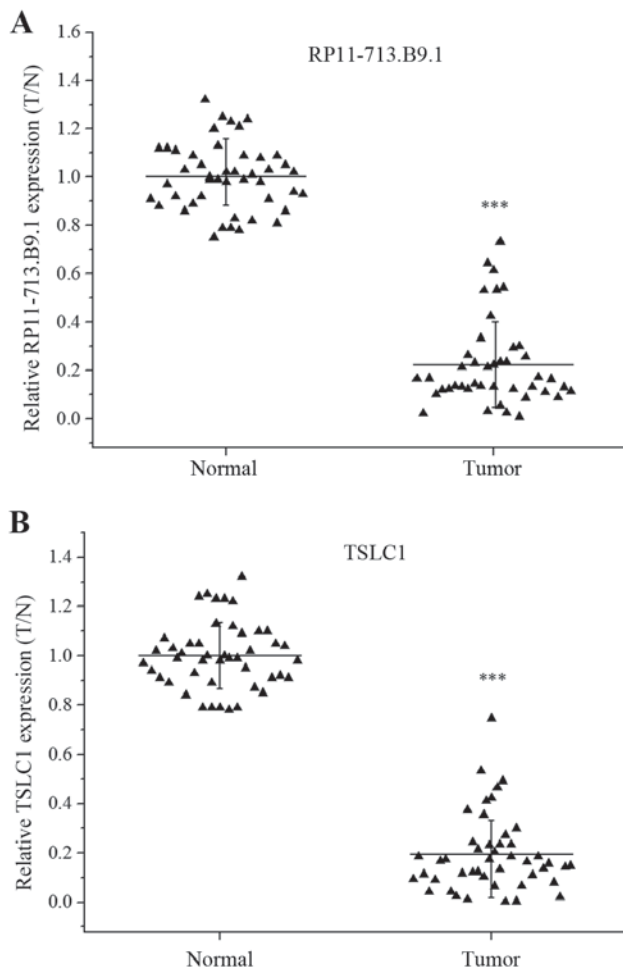 A
RP11-713.B9.1
Relative RP11-713.B9.1 expression (T/N)
1.6
1.4
1.2
1.0
0.8
0.6
0.4
0.2
0.0
***
Normal
Tumor
B
TSLC1
Relative TSLC1 expression (T/N)
1.4
1.2
1.0
0.8
0.6
0.4
0.2
0.0
***
Normal
Tumor